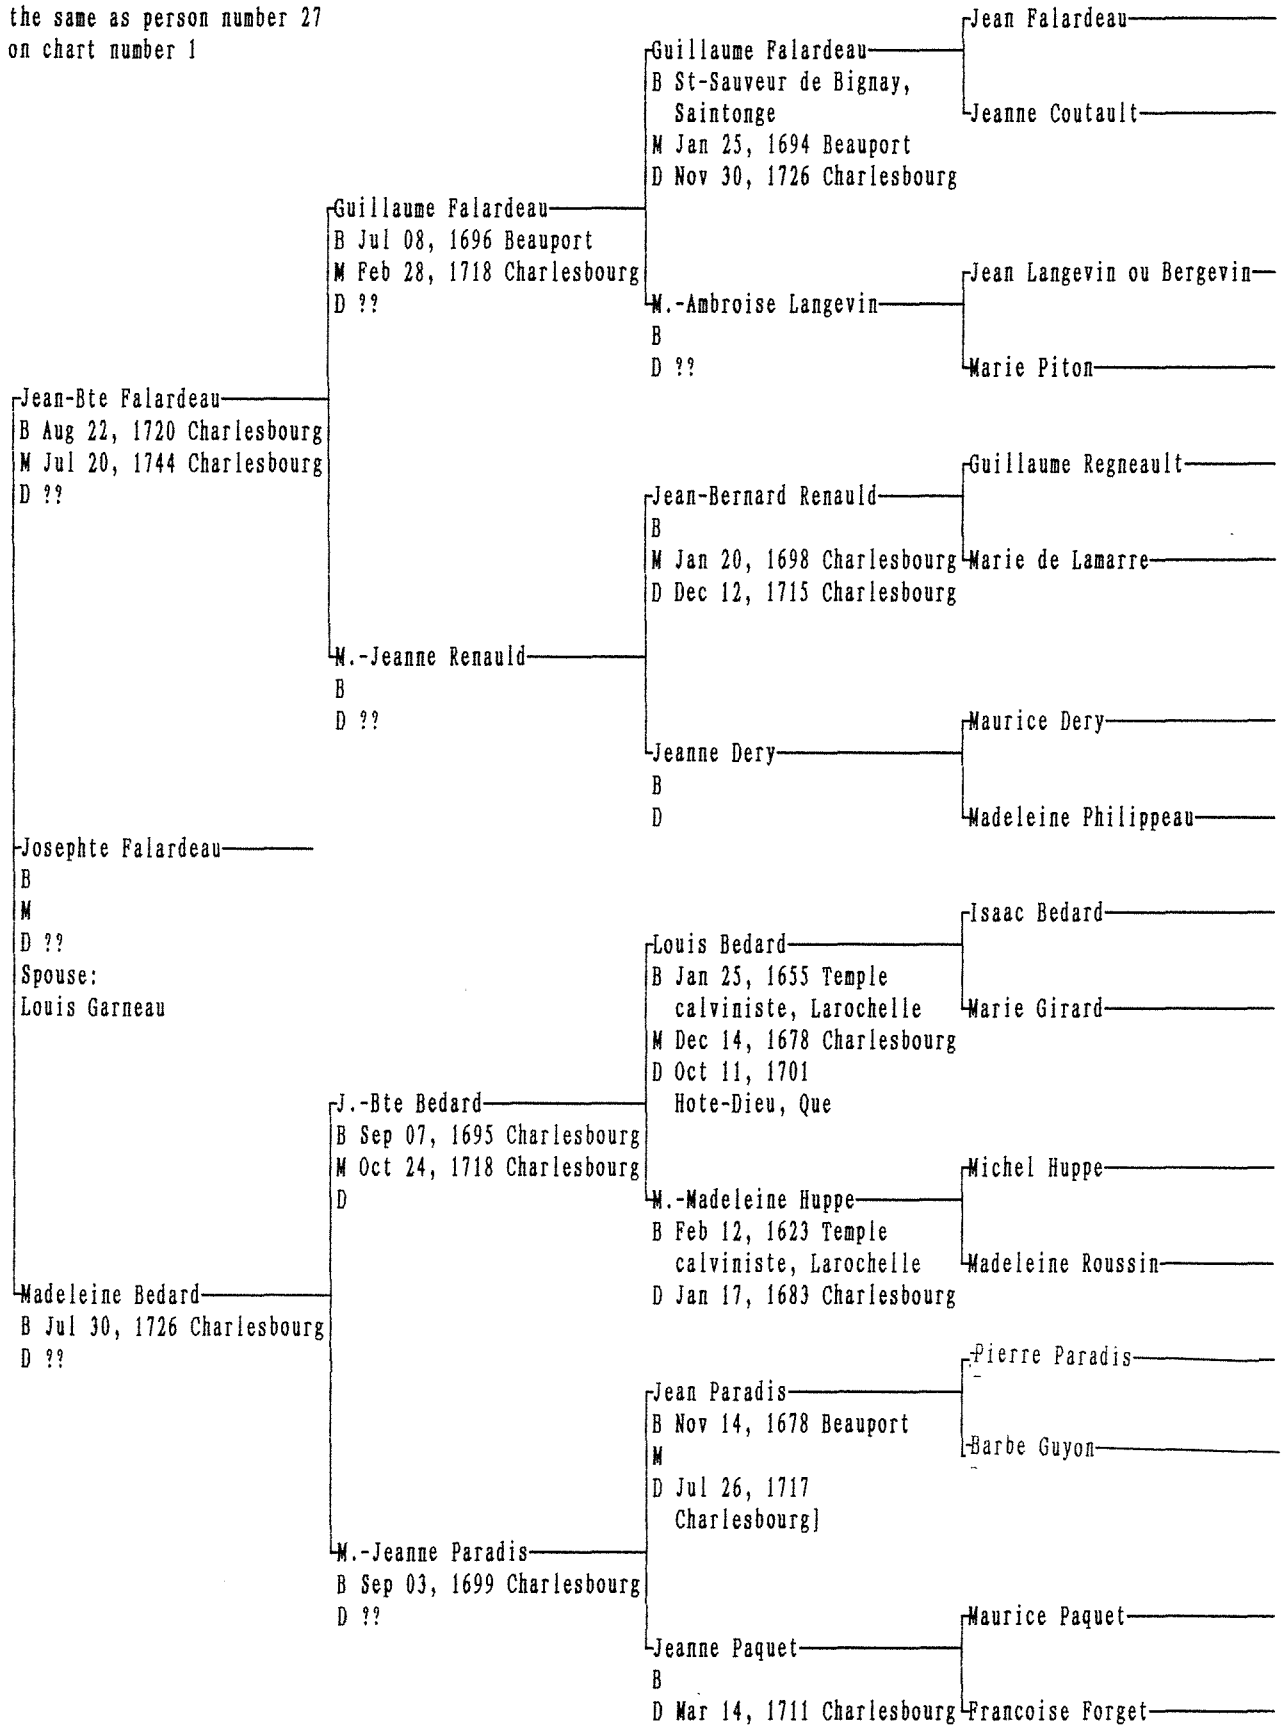 the same as person number 27
on chart number 1
Jean Falardeau
Guillaume Falardeau
B St-Sauveur de Bignay,
Saintonge
M Jan 25, 1694 Beauport
D Nov 30, 1726 Charlesbourg
Jeanne Coutault
Guillaume Falardeau
B Jul 08, 1696 Beauport
M Feb 28, 1718 Charlesbourg
D ??
Jean Langevin ou Bergevin
M.-Ambroise Langevin
B
D ??
Marie Piton
Jean-Bte Falardeau
B Aug 22, 1720 Charlesbourg
M Jul 20, 1744 Charlesbourg
D ??
Guillaume Regneault
Jean-Bernard Renauld
B
M Jan 20, 1698 Charlesbourg
D Dec 12, 1715 Charlesbourg
Marie de Lamarre
M.-Jeanne Renauld
B
D ??
Maurice Dery
Jeanne Dery
B
D
Madeleine Philippeau
Josephte Falardeau
B
M
D ??
Spouse:
Louis Garneau
Isaac Bedard
Louis Bedard
B Jan 25, 1655 Temple
calviniste, Larochelle
M Dec 14, 1678 Charlesbourg
D Oct 11, 1701
Hote-Dieu, Que
Marie Girard
J.-Bte Bedard
B Sep 07, 1695 Charlesbourg
M Oct 24, 1718 Charlesbourg
D
Michel Huppe
M.-Madeleine Huppe
B Feb 12, 1623 Temple
calviniste, Larochelle
D Jan 17, 1683 Charlesbourg
Madeleine Roussin
Madeleine Bedard
B Jul 30, 1726 Charlesbourg
D ??
Pierre Paradis
Jean Paradis
B Nov 14, 1678 Beauport
M
D Jul 26, 1717
Charlesbourg]
Barbe Guyon
M.-Jeanne Paradis
B Sep 03, 1699 Charlesbourg
D ??
Maurice Paquet
Jeanne Paquet
B
D Mar 14, 1711 Charlesbourg
Francoise Forget